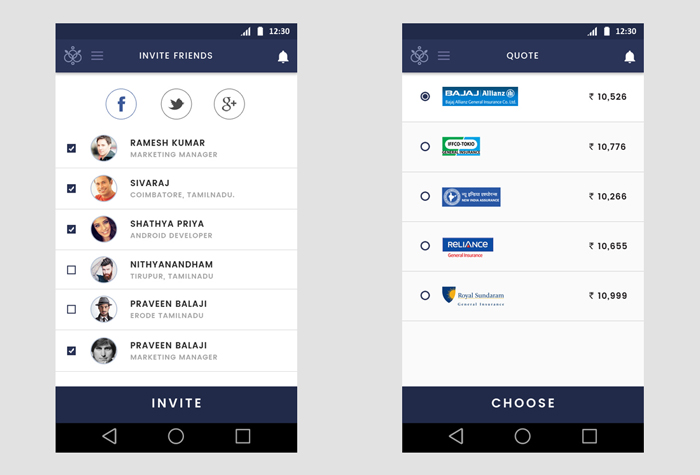 12:30
INVITE FRIENDS
f
g+
RAMESH KUMAR
MARKETING MANAGER
SIVARAJ
COIMBATORE, TAMILNADU.
SHATHYA PRIYA
ANDROID DEVELOPER
NITHYANANDHAM
TIRUPUR, TAMILNADU
PRAVEEN BALAJI
ERODE TAMILNADU
PRAVEEN BALAJI
MARKETING MANAGER
INVITE
12:30
QUOTE
BAJAJ Allianz
Bajaj Allianz General Insurance Co. Ltd.
₹ 10,526
IFFCO-TOKIO
GENERAL INSURANCE
₹ 10,776
NEW INDIA ASSURANCE
₹ 10,266
RELIANCE
General Insurance
₹ 10,655
Royal Sundaram
General Insurance
₹ 10,999
CHOOSE